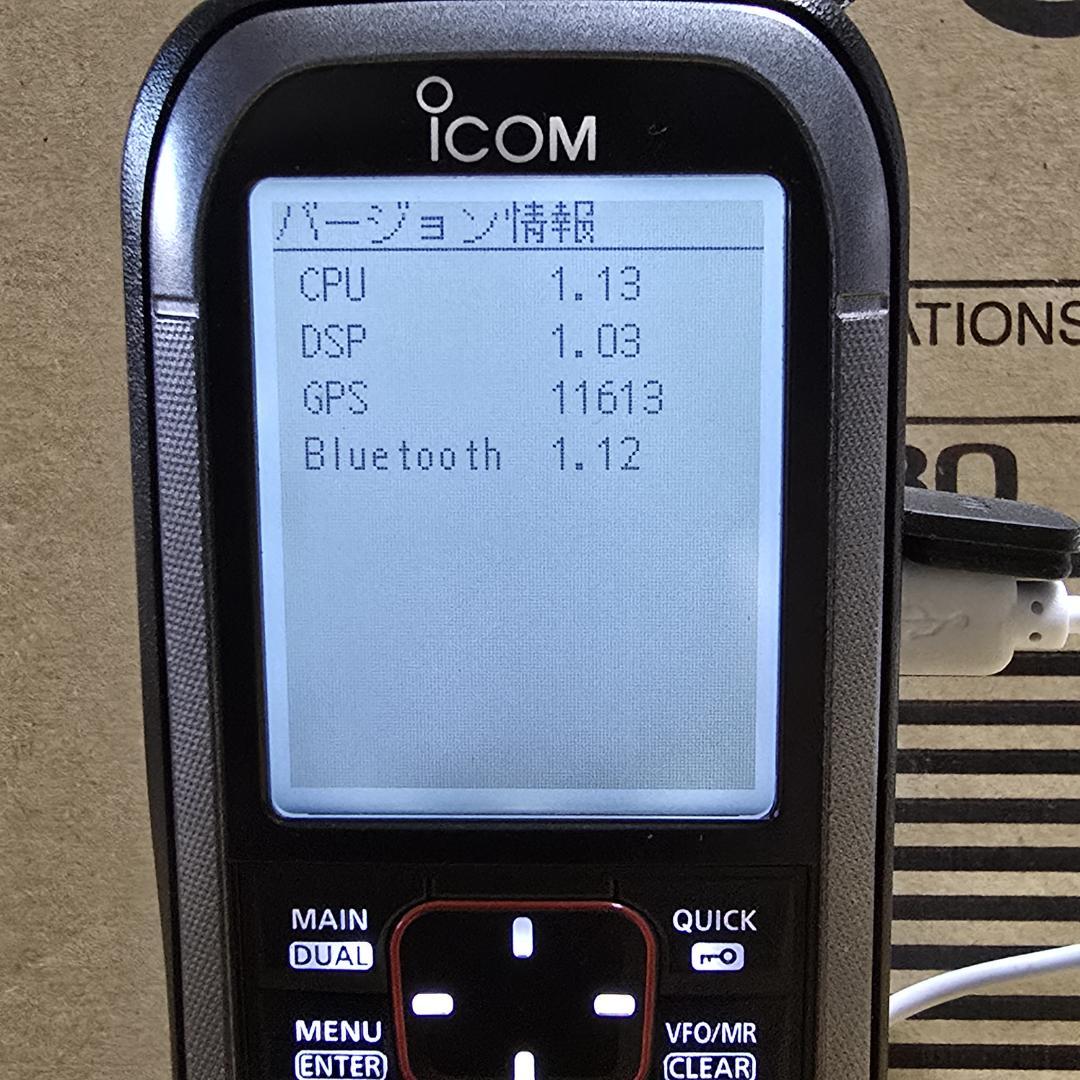 iCOM
バージョン情報
CPU 1.13
DSP 1.03
GPS 11613
Bluetooth 1.12
ATIONS
MAIN
DUAL
QUICK
MENU
ENTER
VFO/MR
CLEAR